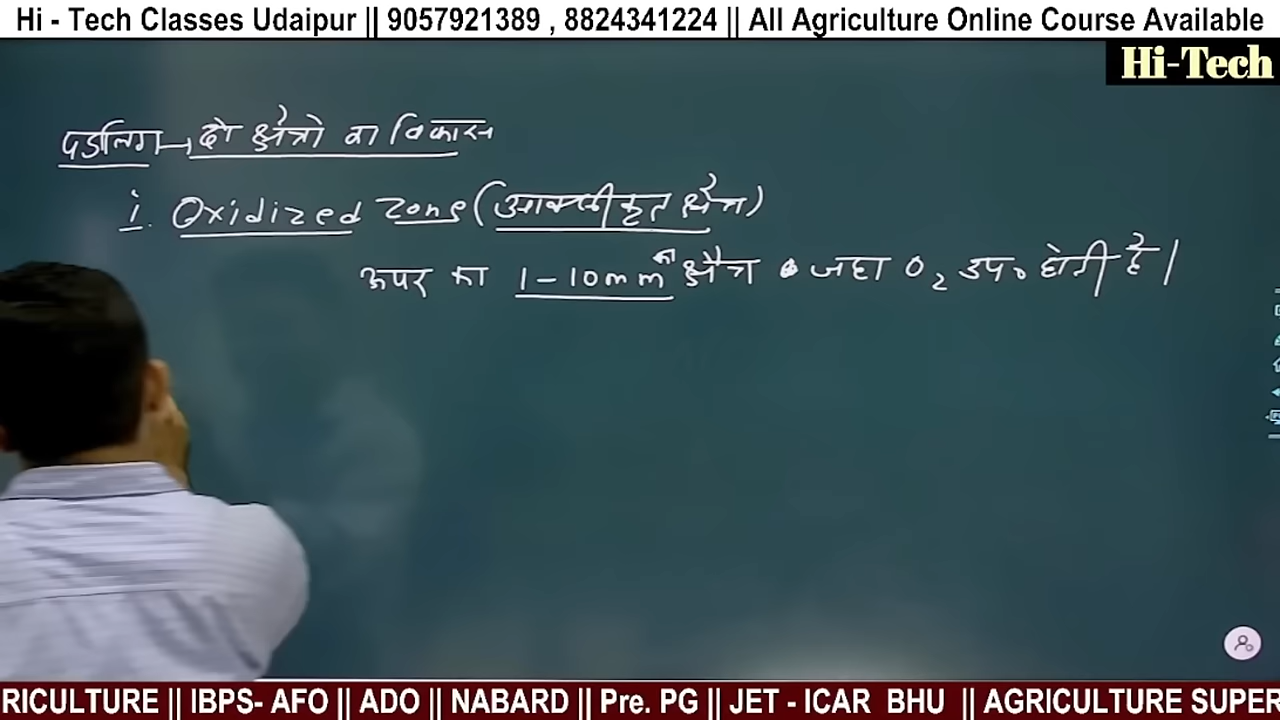 Hi - Tech Classes Udaipur || 9057921389 , 8824341224 || All Agriculture Online Course Available
Hi-Tech
पडलिग → दो क्षेत्रो का विकास
i. Oxidized Zone (आक्सीकृत क्षेत्र)
ऊपर का 1-10mm का क्षेत्र जहा O₂ उप० होती है।
RICULTURE || IBPS- AFO || ADO || NABARD || Pre. PG || JET - ICAR BHU || AGRICULTURE SUPER